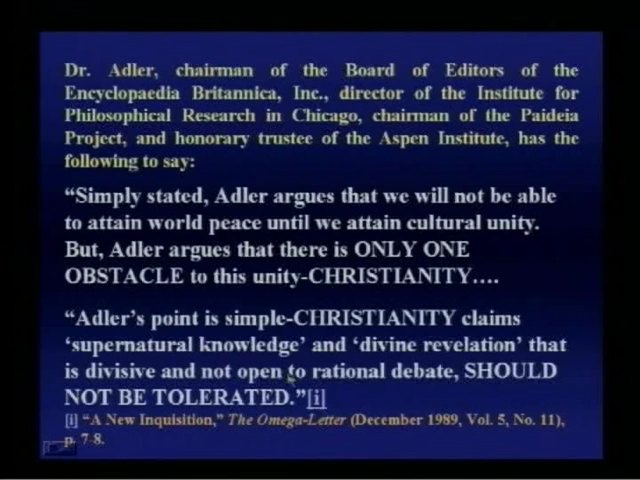 Dr. Adler, chairman of the Board of Editors of the
Encyclopaedia Britannica, Inc., director of the Institute for
Philosophical Research in Chicago, chairman of the Paideia
Project, and honorary trustee of the Aspen Institute, has the
following to say:
“Simply stated, Adler argues that we will not be able
to attain world peace until we attain cultural unity.
But, Adler argues that there is ONLY ONE
OBSTACLE to this unity-CHRISTIANITY….
“Adler’s point is simple-CHRISTIANITY claims
‘supernatural knowledge’ and ‘divine revelation’ that
is divisive and not open to rational debate, SHOULD
NOT BE TOLERATED.”[i]
[i] “A New Inquisition,” The Omega-Letter (December 1989, Vol. 5, No. 11),
p. 7-8.